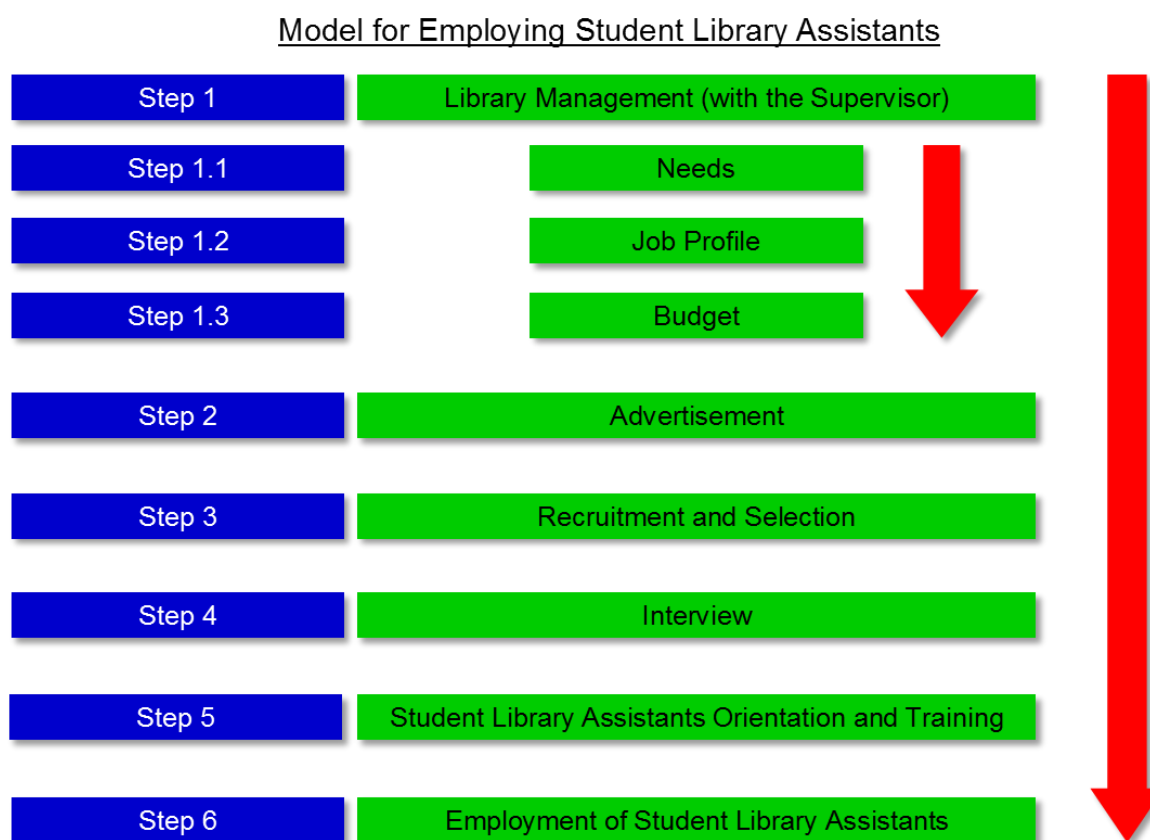 Model for Employing Student Library Assistants
Step 1
Library Management (with the Supervisor)
Step 1.1
Needs
Step 1.2
Job Profile
Step 1.3
Budget
Step 2
Advertisement
Step 3
Recruitment and Selection
Step 4
Interview
Step 5
Student Library Assistants Orientation and Training
Step 6
Employment of Student Library Assistants